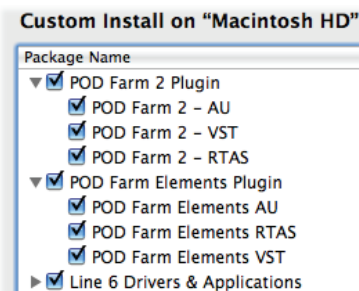 Custom Install on “Macintosh HD”
Package Name
POD Farm 2 Plugin
POD Farm 2 – AU
POD Farm 2 – VST
POD Farm 2 – RTAS
POD Farm Elements Plugin
POD Farm Elements AU
POD Farm Elements RTAS
POD Farm Elements VST
Line 6 Drivers & Applications